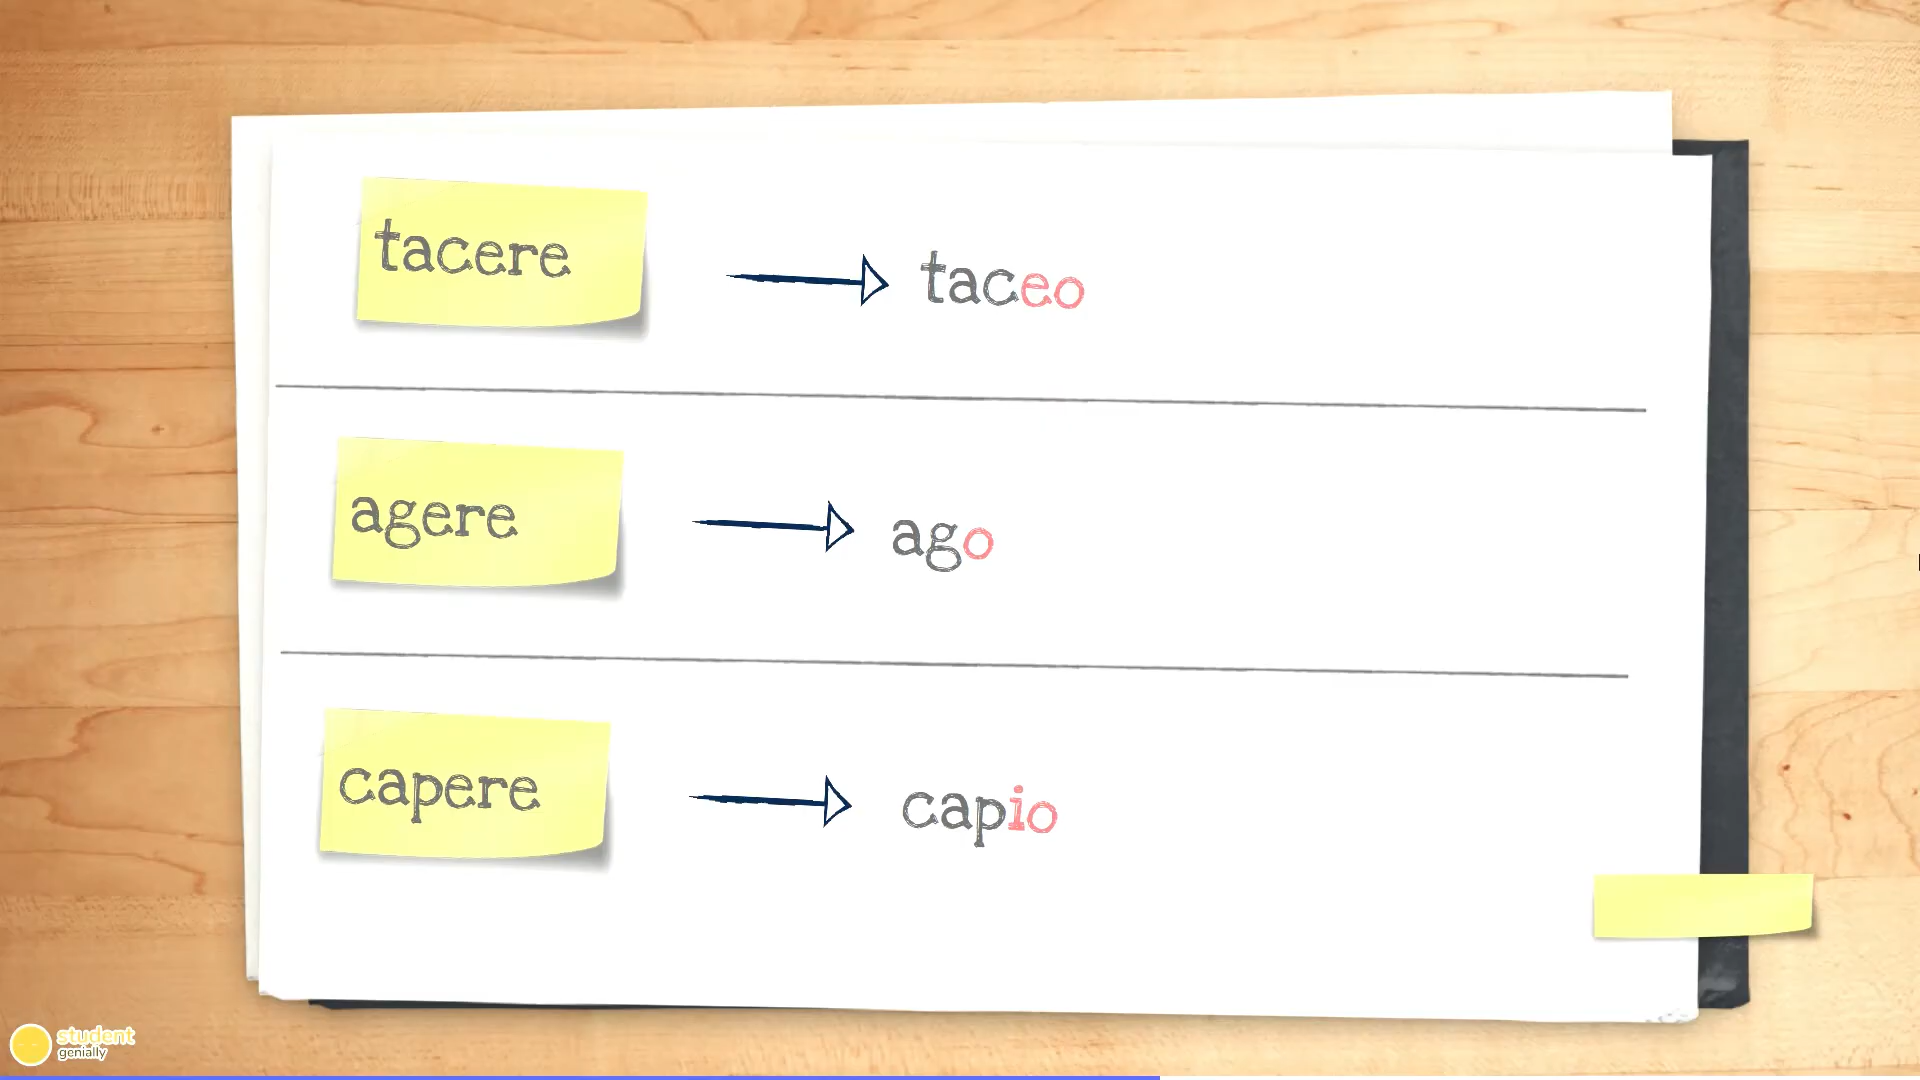 tacere
taceo
agere
ago
capere
capio
student
genially